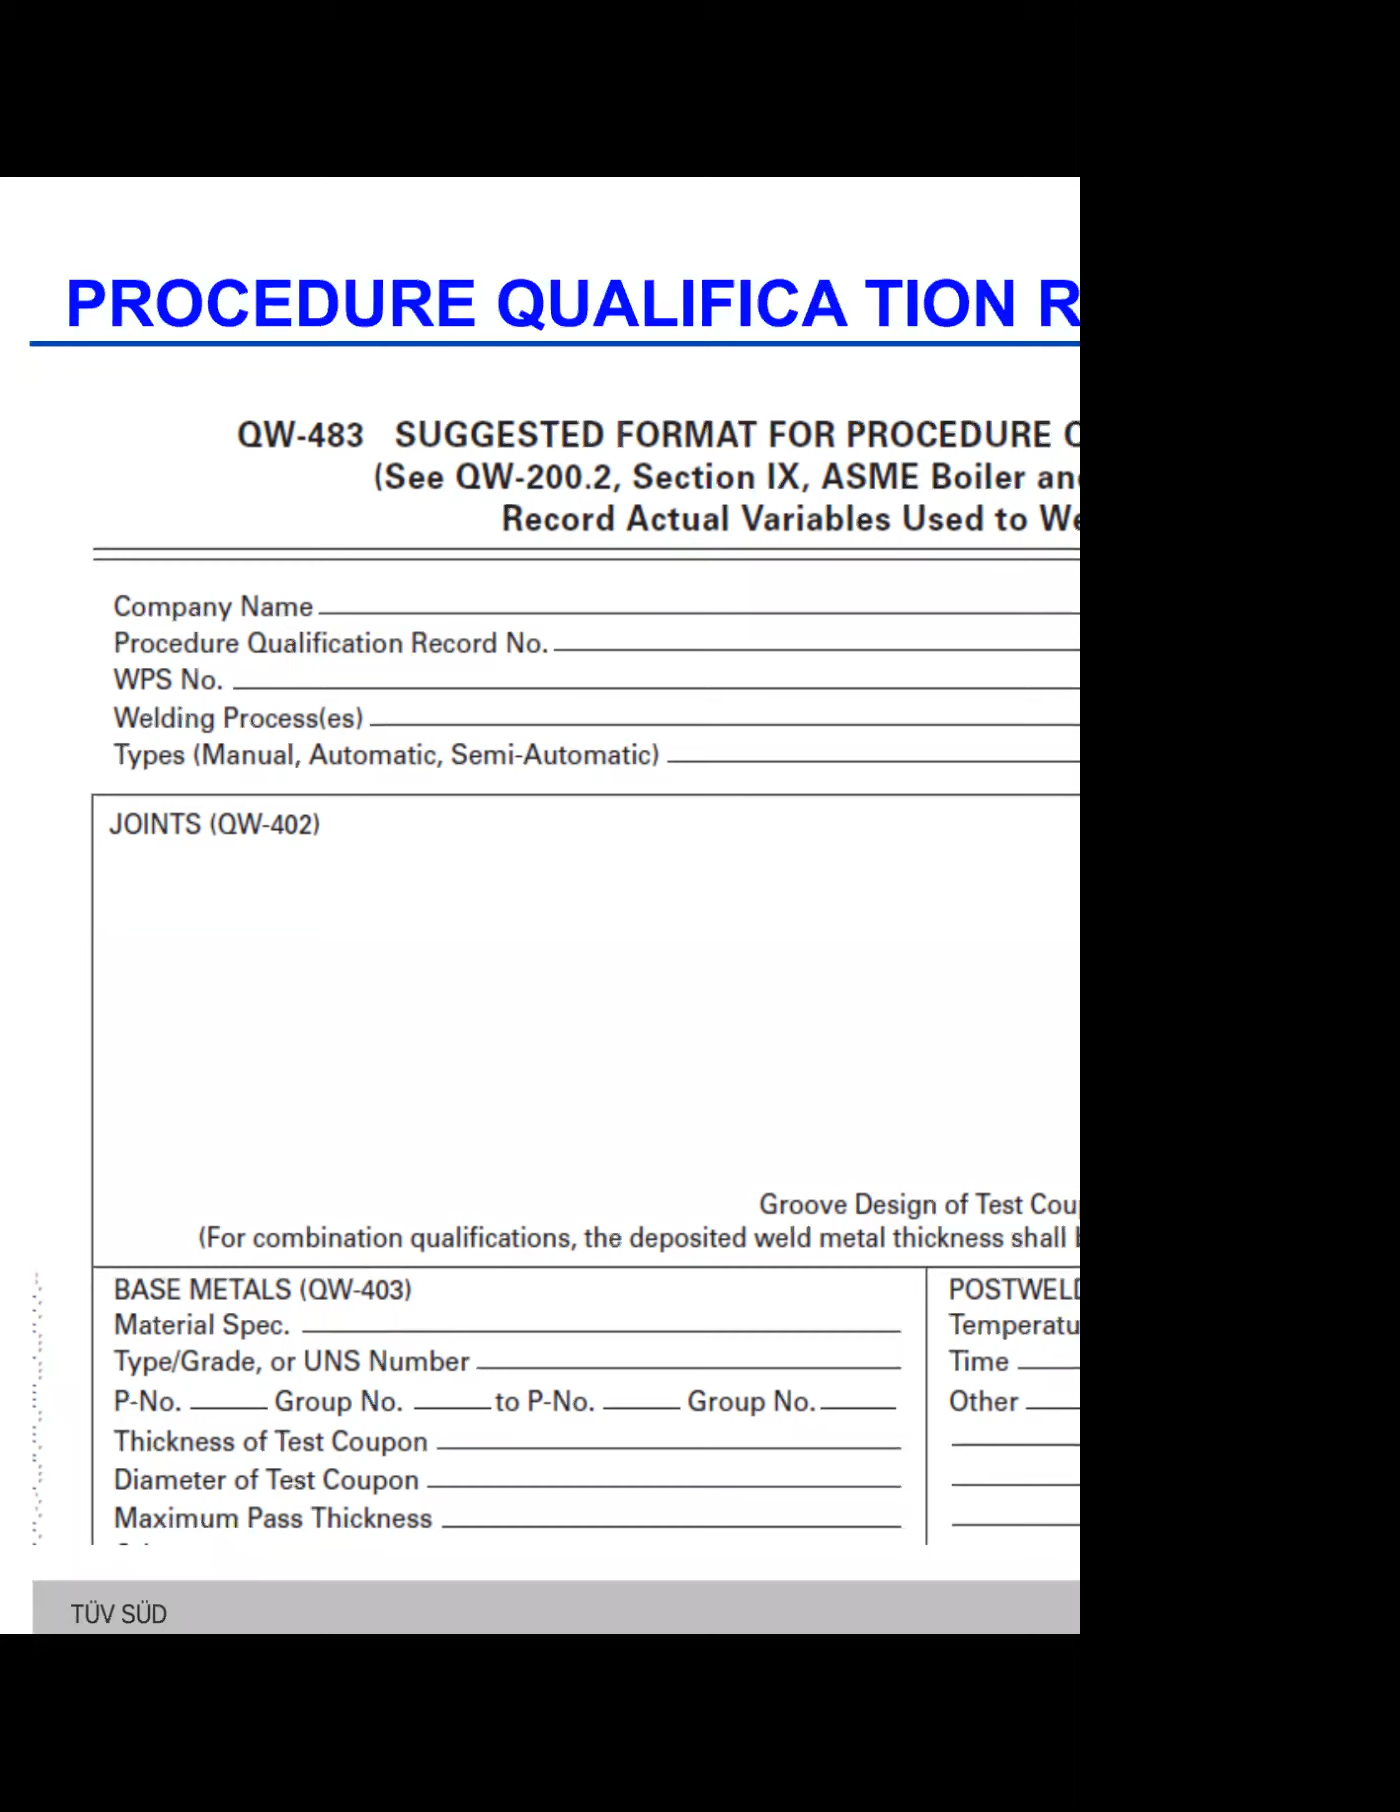 PROCEDURE QUALIFICA TION R
QW-483 SUGGESTED FORMAT FOR PROCEDURE
(See QW-200.2, Section IX, ASME Boiler and
Record Actual Variables Used to We
Company Name
Procedure Qualification Record No.
WPS No.
Welding Process(es)
Types (Manual, Automatic, Semi-Automatic)
JOINTS (QW-402)
Groove Design of Test Cou
(For combination qualifications, the deposited weld metal thickness shall
BASE METALS (QW-403)
Material Spec.
Type/Grade, or UNS Number
P-No. Group No. to P-No. Group No.
Thickness of Test Coupon
Diameter of Test Coupon
Maximum Pass Thickness
POSTWELD
Temperatu
Time
Other
TÜV SÜD